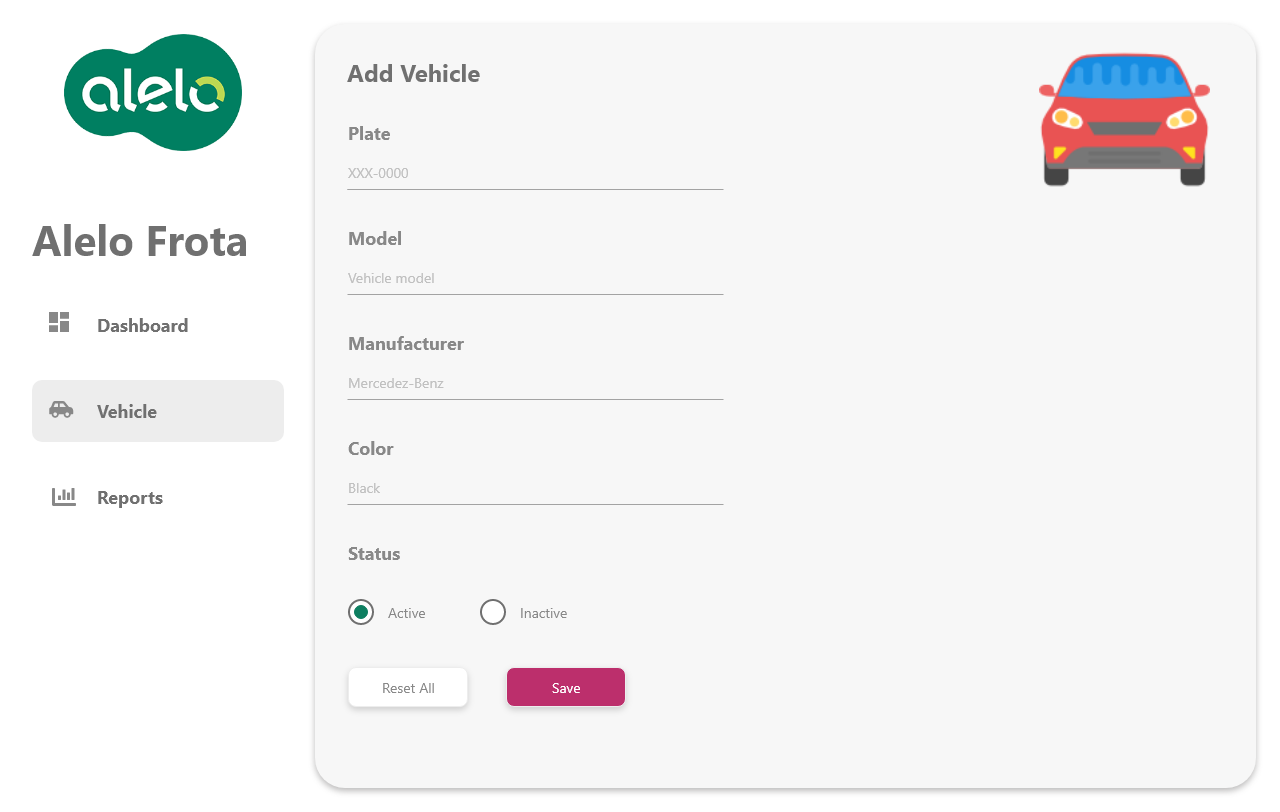 alelo
Alelo Frota
Dashboard
Vehicle
Reports
Add Vehicle
Plate
XXX-0000
Model
Vehicle model
Manufacturer
Mercedez-Benz
Color
Black
Status
Active Inactive
Reset All Save